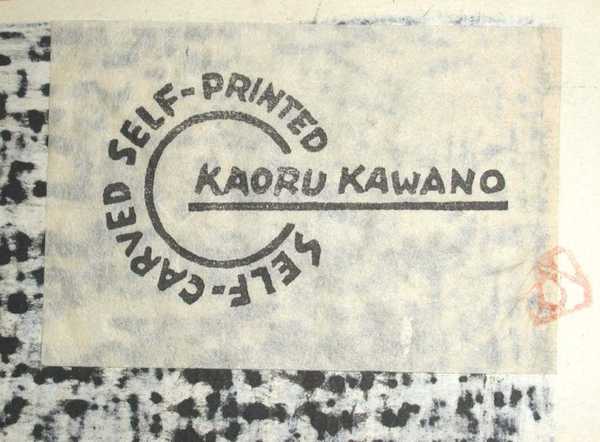 SELF-CARVED SELF-PRINTED
KAORU KAWANO